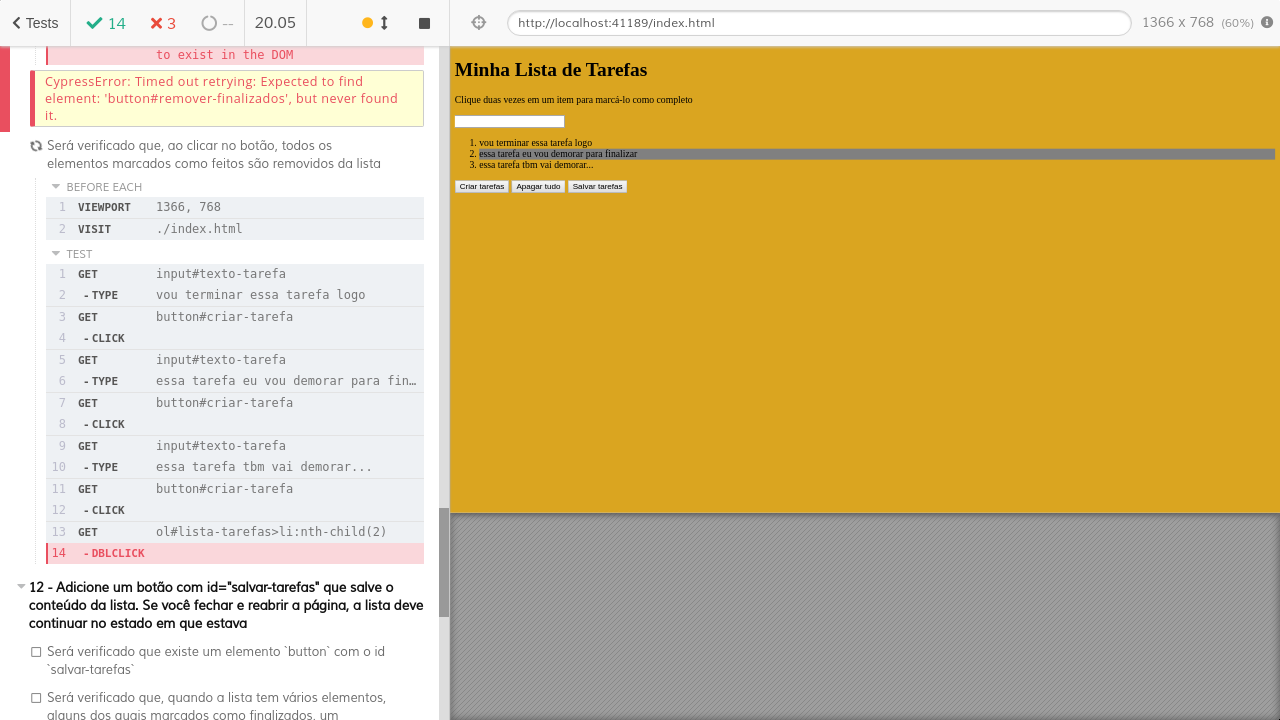 Tests
14
3
--
20.05
http://localhost:41189/index.html
1366 x 768 (60%)
to exist in the DOM
CypressError: Timed out retrying: Expected to find
element: 'button#remover-finalizados', but never found
it.
Será verificado que, ao clicar no botão, todos os
elementos marcados como feitos são removidos da lista
BEFORE EACH
1 VIEWPORT 1366, 768
2 VISIT ./index.html
TEST
1 GET input#texto-tarefa
2 - TYPE vou terminar essa tarefa logo
3 GET button#criar-tarefa
4 - CLICK
5 GET input#texto-tarefa
6 - TYPE essa tarefa eu vou demorar para fin…
7 GET button#criar-tarefa
8 - CLICK
9 GET input#texto-tarefa
10 - TYPE essa tarefa tbm vai demorar...
11 GET button#criar-tarefa
12 - CLICK
13 GET ol#lista-tarefas>li:nth-child(2)
14 - DBLCLICK
12 - Adicione um botão com id="salvar-tarefas" que salve o
conteúdo da lista. Se você fechar e reabrir a página, a lista deve
continuar no estado em que estava
Será verificado que existe um elemento `button` com o id
`salvar-tarefas`
Será verificado que, quando a lista tem vários elementos,
alguns dos quais marcados como finalizados, um
Minha Lista de Tarefas
Clique duas vezes em um item para marcá-lo como completo
1. vou terminar essa tarefa logo
2. essa tarefa eu vou demorar para finalizar
3. essa tarefa tbm vai demorar...
Criar tarefas Apagar tudo Salvar tarefas